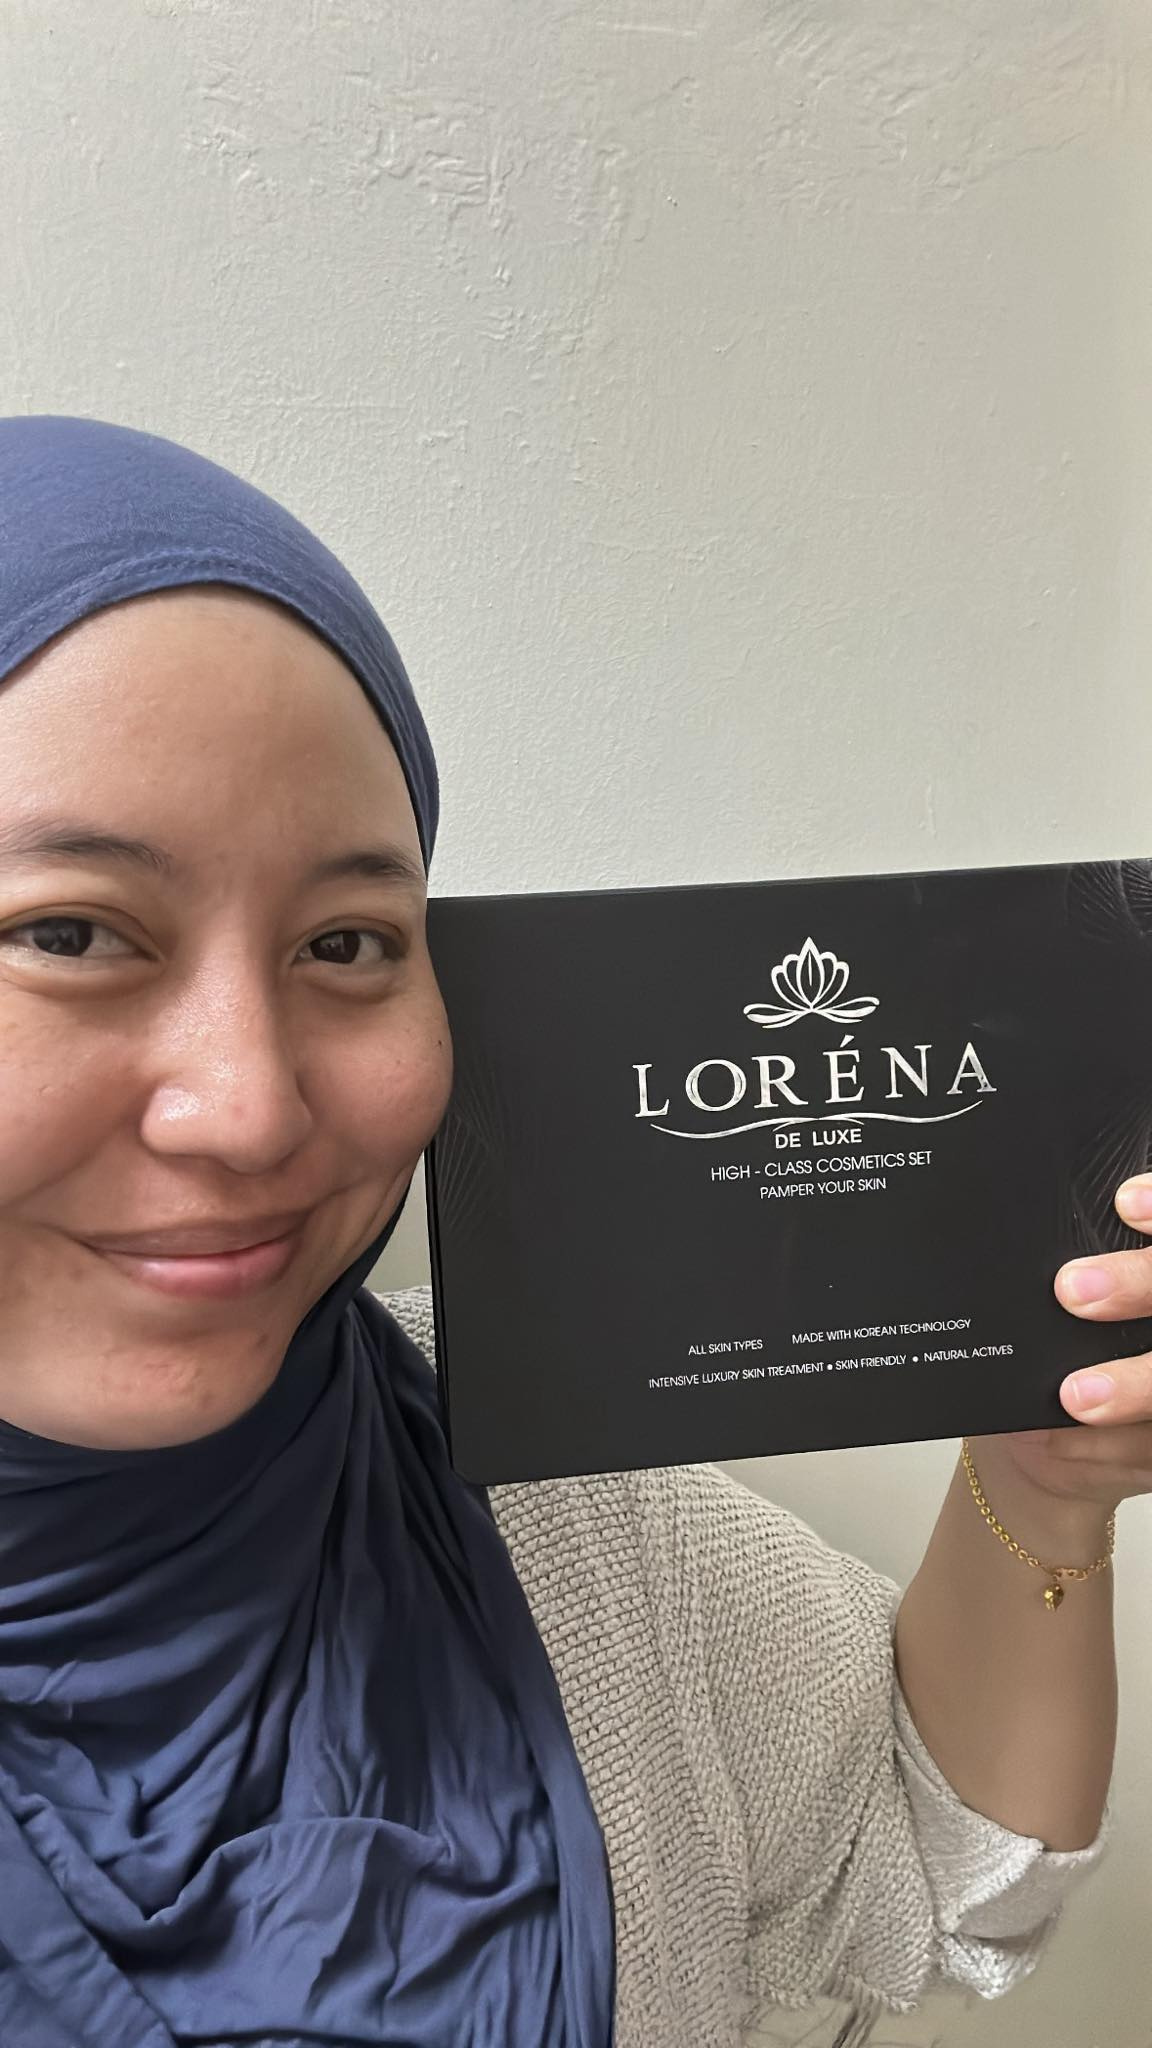 LORÉNA
DE LUXE
HIGH - CLASS COSMETICS SET
PAMPER YOUR SKIN
ALL SKIN TYPES MADE WITH KOREAN TECHNOLOGY
INTENSIVE LUXURY SKIN TREATMENT ● SKIN FRIENDLY ● NATURAL ACTIVES